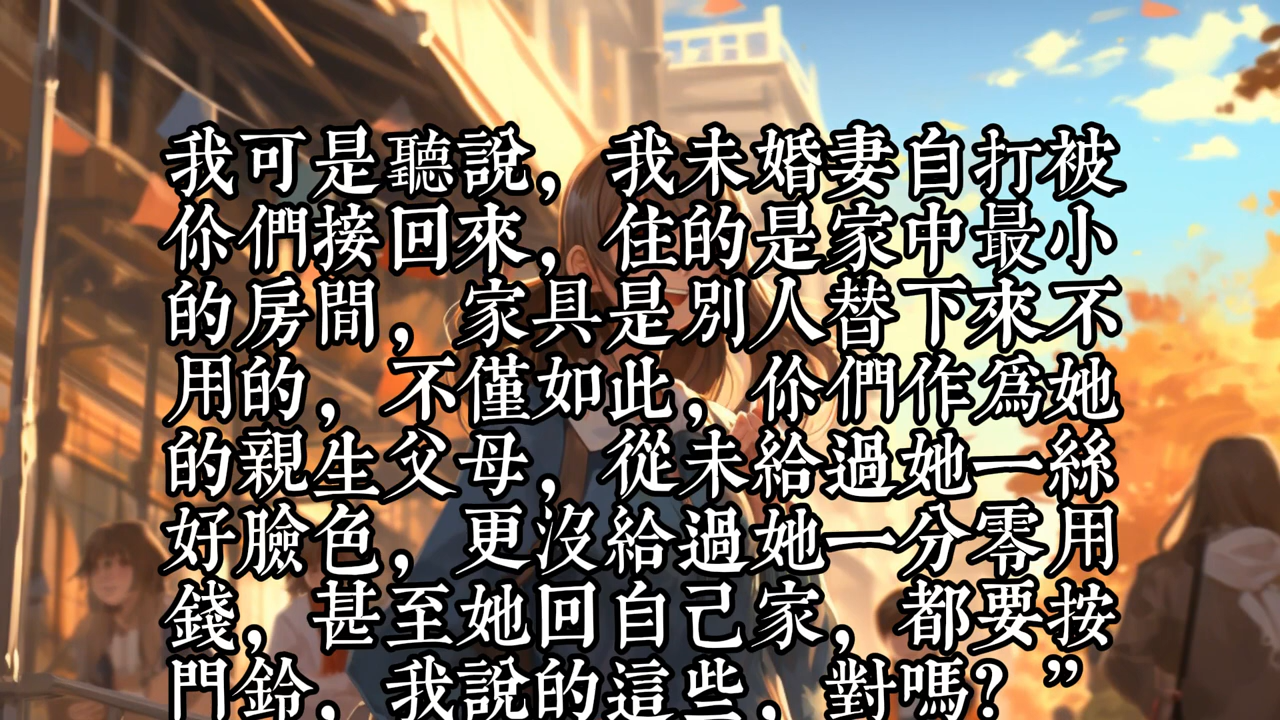 我可是聽說，我未婚妻自打被
你們接回來，住的是家中最小
的房間，家具是別人替下來不
用的，不僅如此，你們作爲她
的親生父母，從未給過她一絲
好臉色，更沒給過她一分零用
錢，甚至她回自己家，都要按
門鈴，我說的這些，對嗎？”